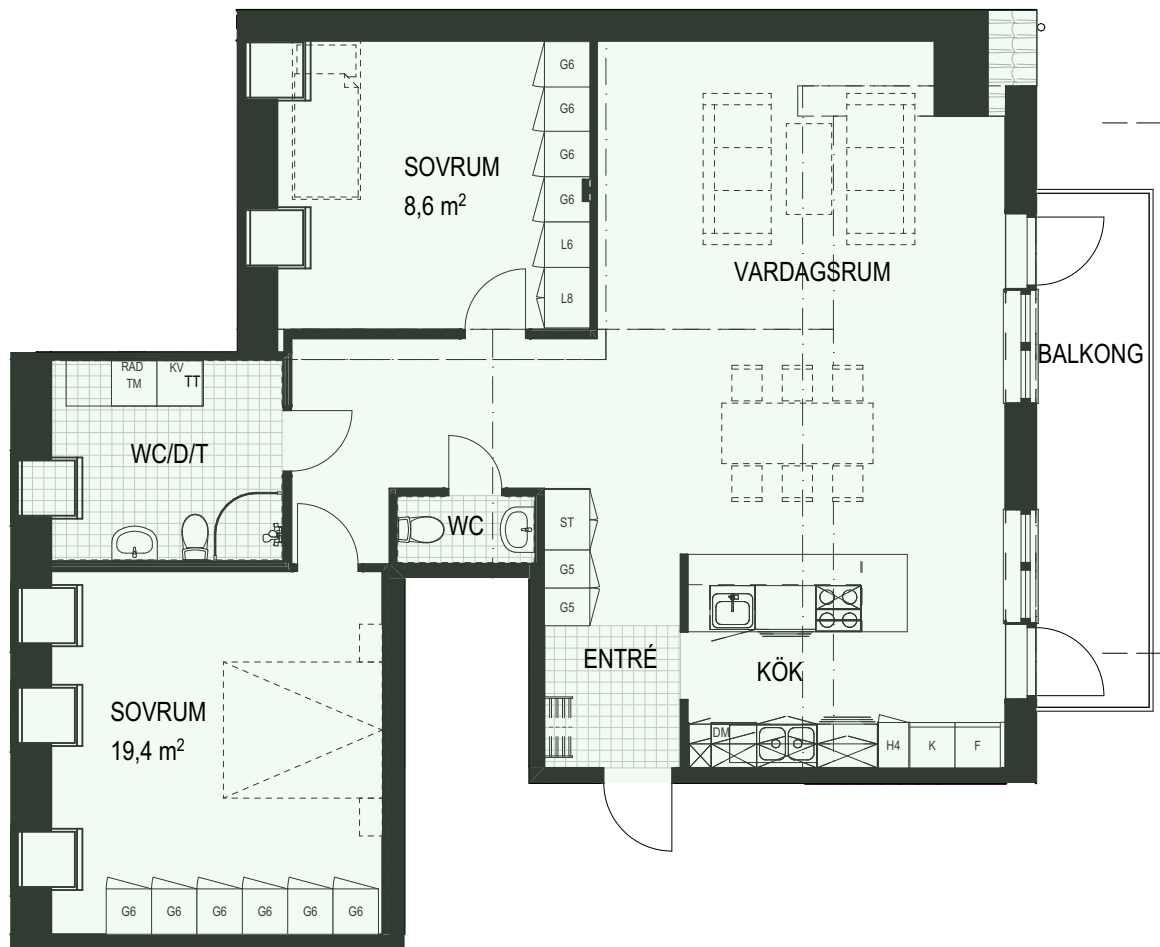 G6
G6
SOVRUM
8,6 m²
G6
G6
L6
L8
VARDAGSRUM
BALKONG
RAD
TM
KV
TT
WC/D/T
WC
ST
G5
G5
ENTRÉ
KÖK
SOVRUM
19,4 m²
DM
H4
K
F
G6
G6
G6
G6
G6
G6